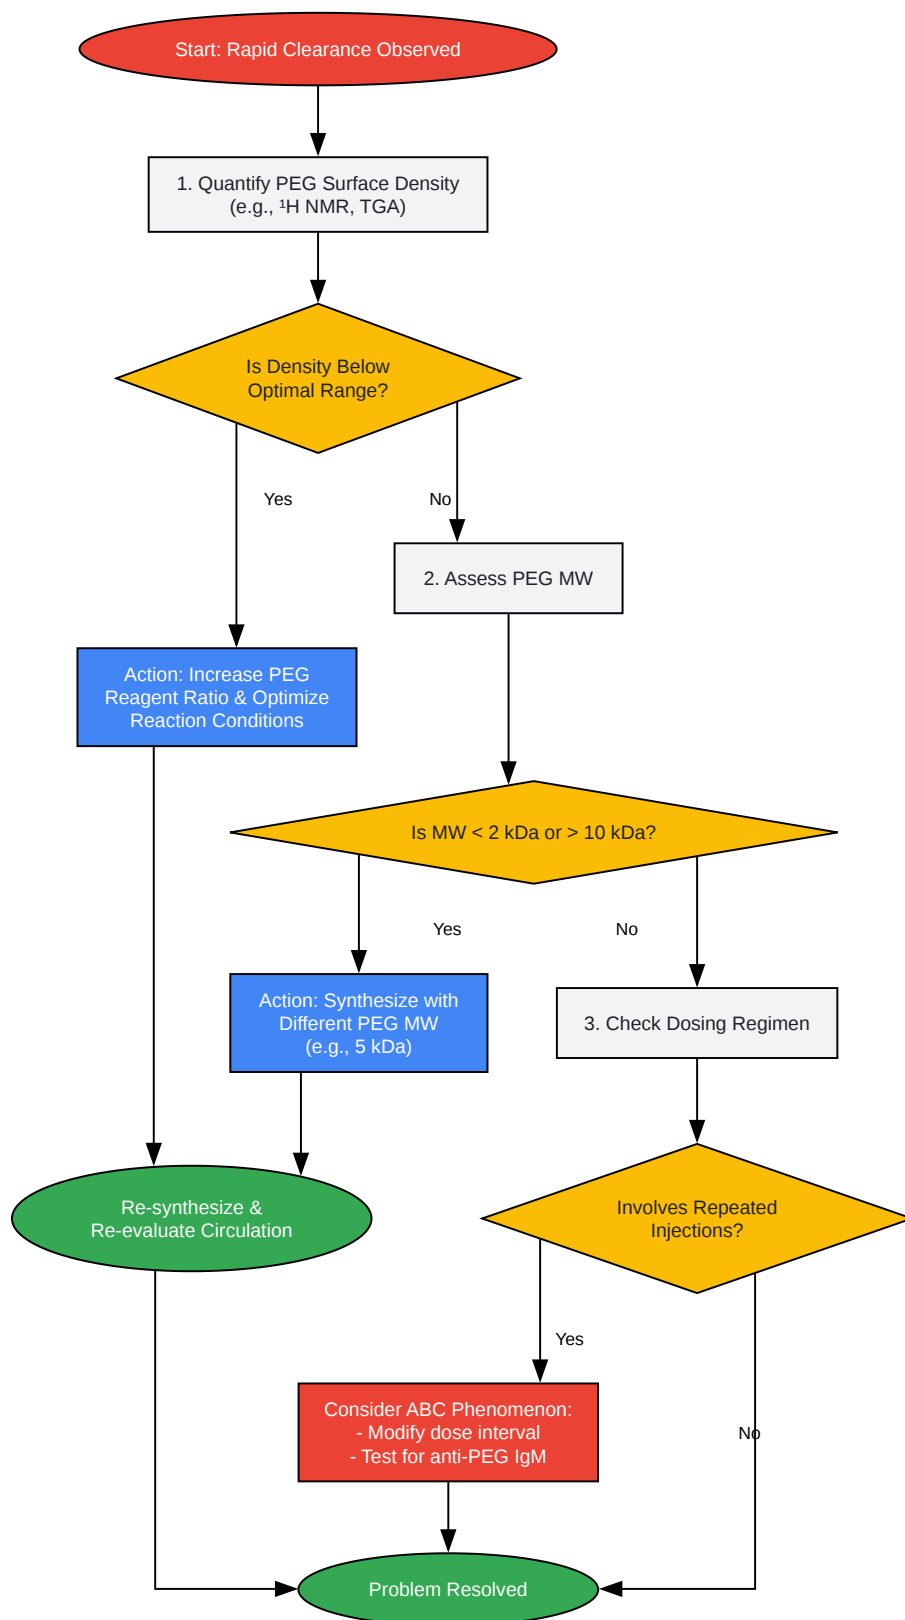 Start: Rapid Clearance Observed
1. Quantify PEG Surface Density
(e.g., ¹H NMR, TGA)
Is Density Below
Optimal Range?
Yes
No
2. Assess PEG MW
Action: Increase PEG
Reagent Ratio & Optimize
Reaction Conditions
Is MW < 2 kDa or > 10 kDa?
Yes
No
Action: Synthesize with
Different PEG MW
(e.g., 5 kDa)
3. Check Dosing Regimen
Re-synthesize &
Re-evaluate Circulation
Involves Repeated
Injections?
Yes
Consider ABC Phenomenon:
- Modify dose interval
- Test for anti-PEG IgM
No
Problem Resolved